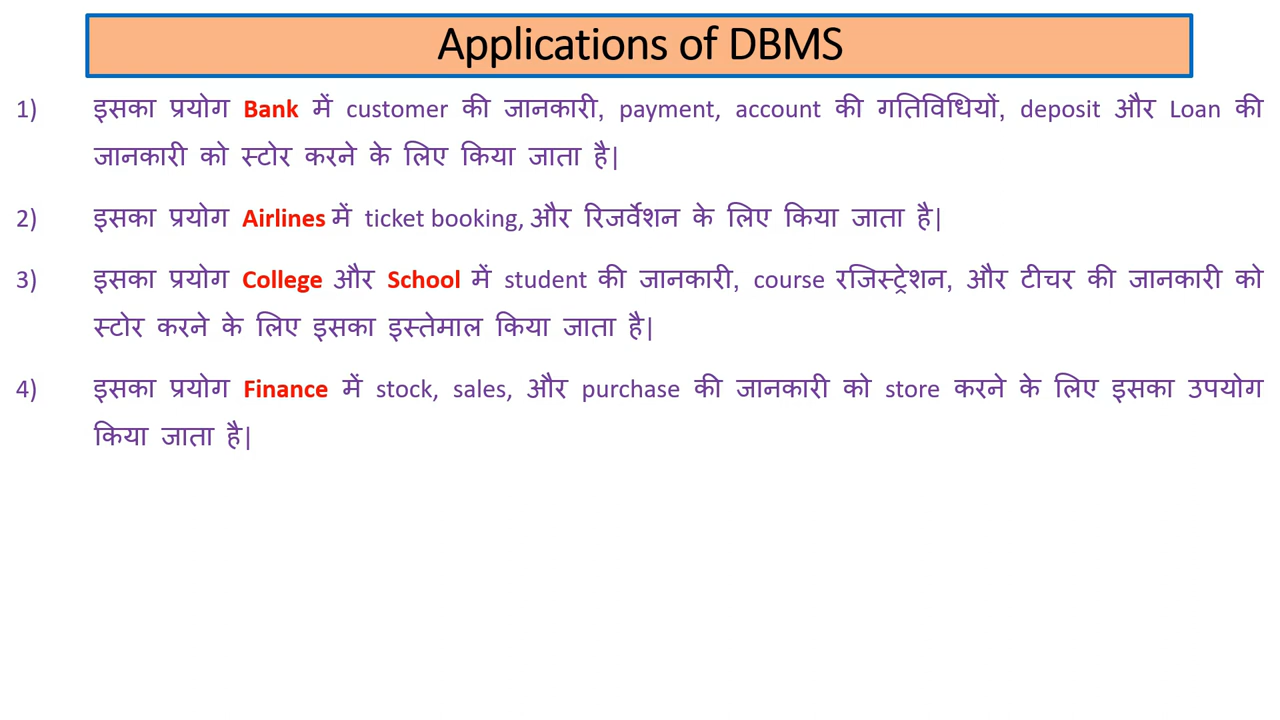 Applications of DBMS
1) इसका प्रयोग Bank में customer की जानकारी, payment, account की गतिविधियों, deposit और Loan की
जानकारी को स्टोर करने के लिए किया जाता है|
2) इसका प्रयोग Airlines में ticket booking, और रिजर्वेशन के लिए किया जाता है|
3) इसका प्रयोग College और School में student की जानकारी, course रजिस्ट्रेशन, और टीचर की जानकारी को
स्टोर करने के लिए इसका इस्तेमाल किया जाता है|
4) इसका प्रयोग Finance में stock, sales, और purchase की जानकारी को store करने के लिए इसका उपयोग
किया जाता है|